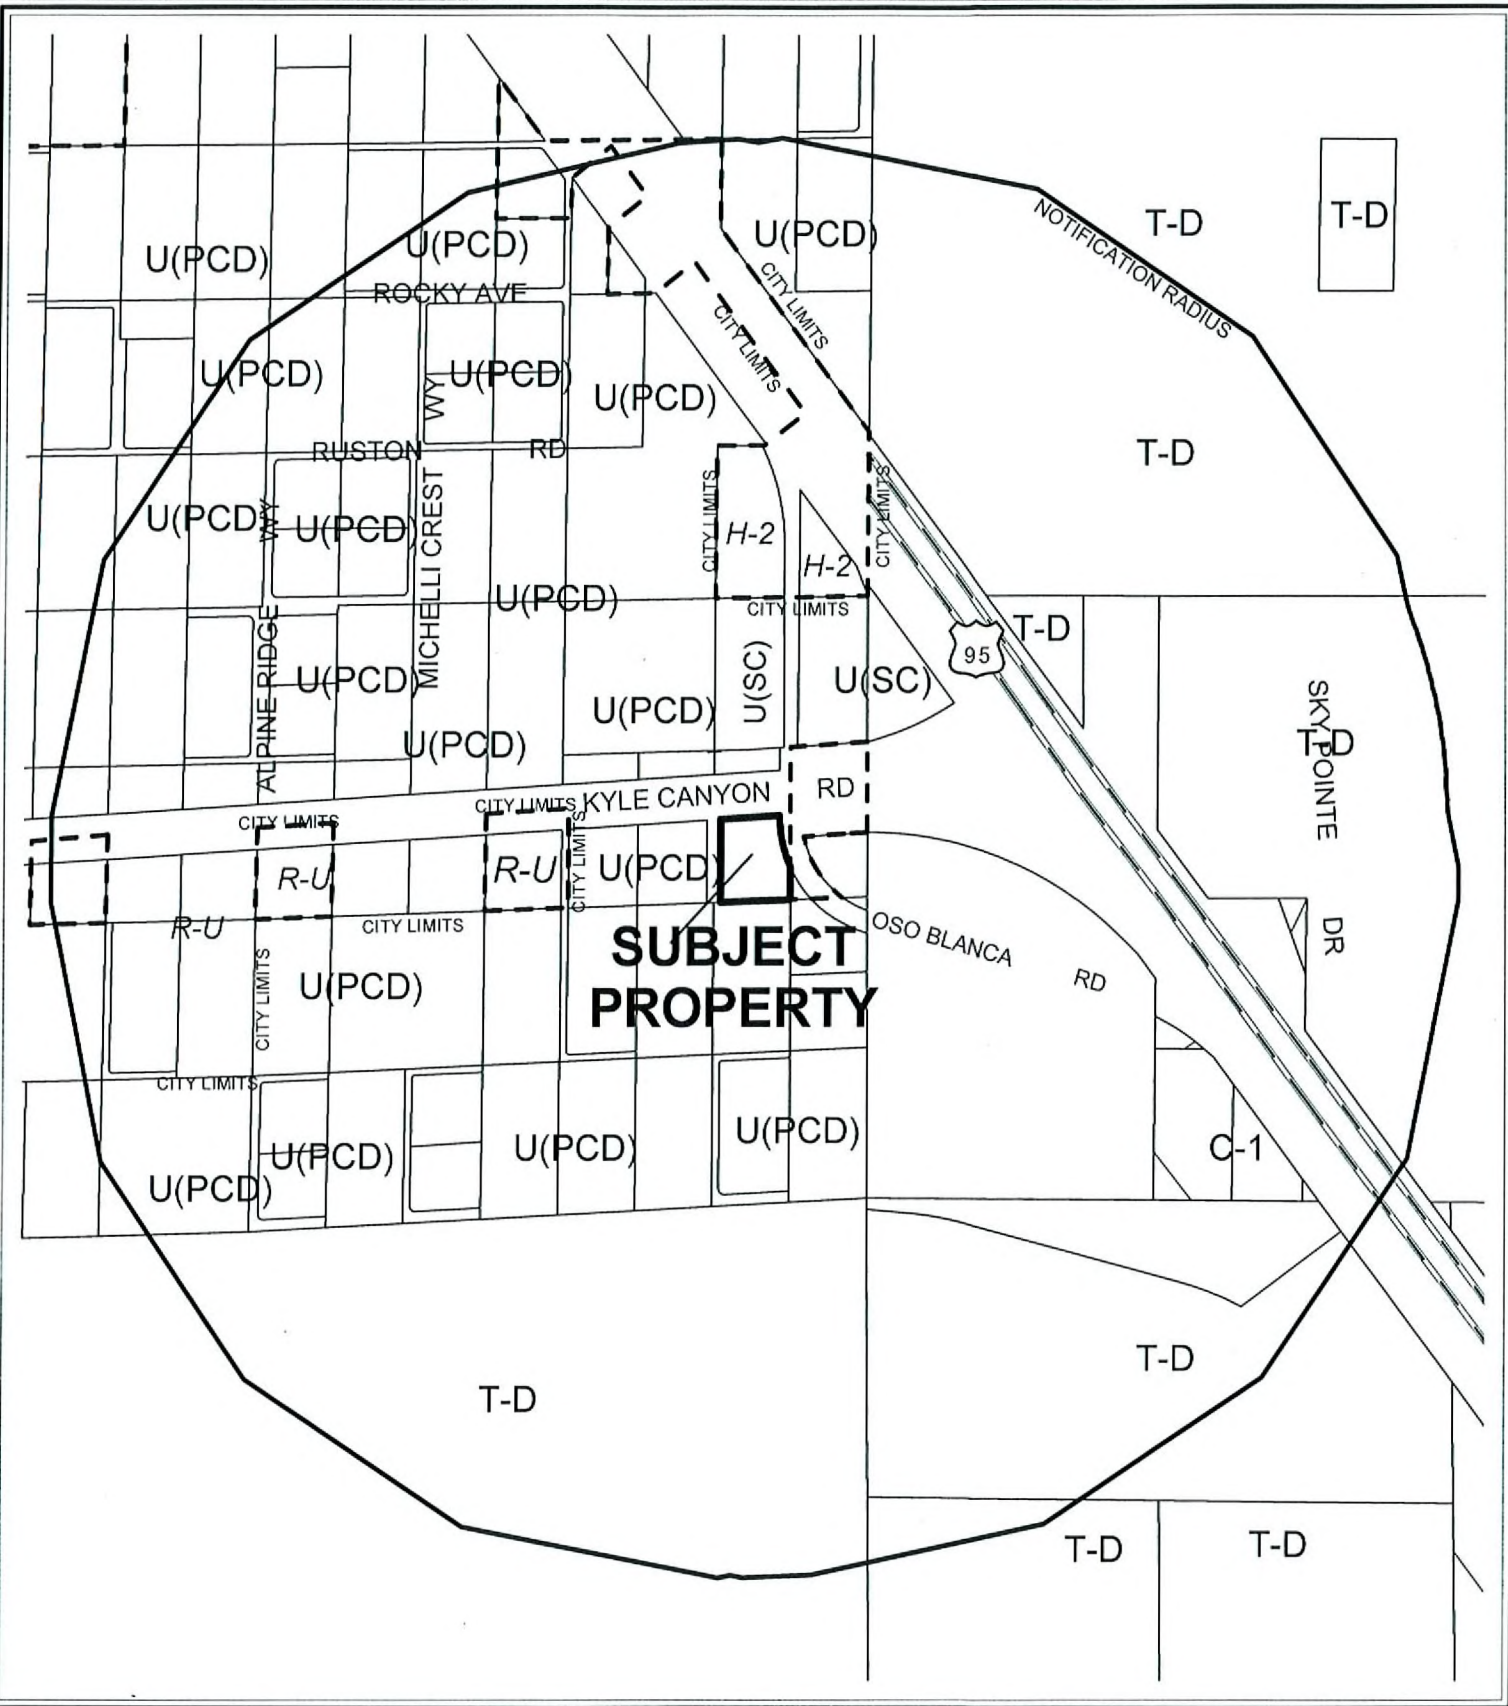 T-D
T-D
NOTIFICATION RADIUS
U(PCD)
U(PCD)
U(PCD)
ROCKY AVE
CITY LIMITS
CITY LIMITS
U(PCD)
WY
U(PCD)
U(PCD)
RUSTON RD
T-D
U(PCD)
WY
U(PCD)
MICHELLI CREST
CITY LIMITS
H-2
H-2
CITY LIMITS
U(PCD)
CITY LIMITS
T-D
95
ALPINE RIDGE
U(PCD)
U(PCD)
U(SC)
U(SC)
U(PCD)
SKY POINTE
T-D
CITY LIMITS
CITY LIMITS
KYLE CANYON RD
R-U
R-U
CITY LIMITS
U(PCD)
R-U
CITY LIMITS
SUBJECT
PROPERTY
OSO BLANCA RD
DR
CITY LIMITS
U(PCD)
CITY LIMITS
U(PCD)
U(PCD)
U(PCD)
U(PCD)
C-1
T-D
T-D
T-D
T-D